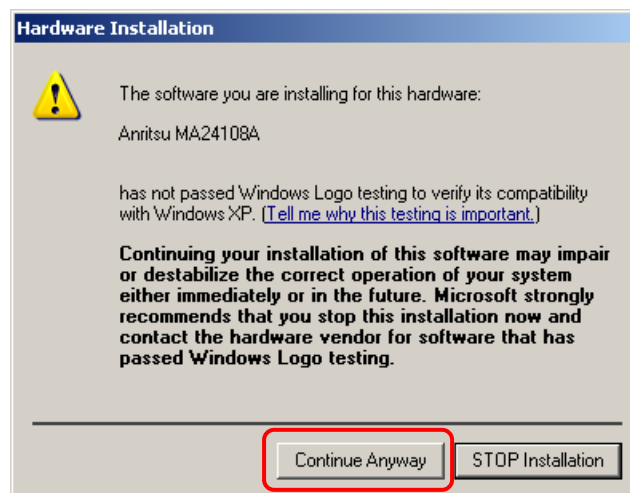 Hardware Installation
The software you are installing for this hardware:
Anritsu MA24108A
has not passed Windows Logo testing to verify its compatibility
with Windows XP. (Tell me why this testing is important.)
Continuing your installation of this software may impair
or destabilize the correct operation of your system
either immediately or in the future. Microsoft strongly
recommends that you stop this installation now and
contact the hardware vendor for software that has
passed Windows Logo testing.
Continue Anyway
STOP Installation